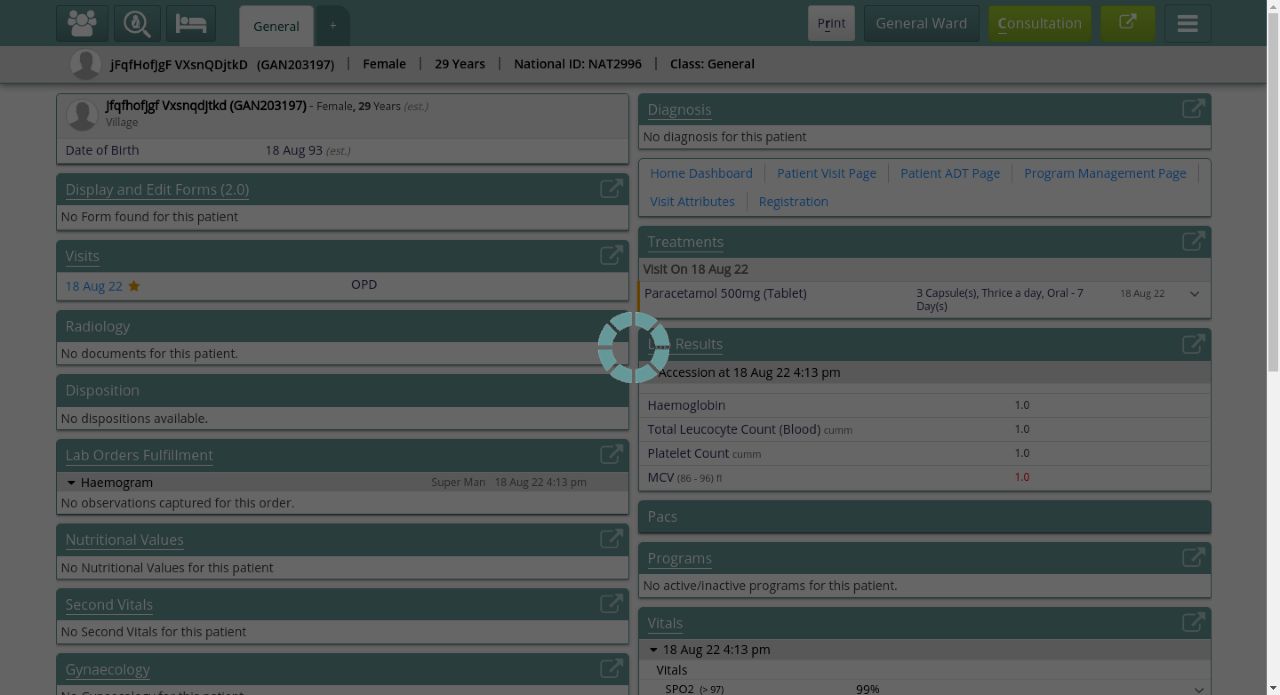 General
+
Print
General Ward
Consultation
jFqfHofJgF VXsnQDjtkD (GAN203197) | Female | 29 Years | National ID: NAT2996 | Class: General
Jfqfhofjgf Vxsnqdjtkd (GAN203197) - Female, 29 Years (est.)
Village
Date of Birth 18 Aug 93 (est.)
Display and Edit Forms (2.0)
No Form found for this patient
Visits
18 Aug 22 OPD
Radiology
No documents for this patient.
Disposition
No dispositions available.
Lab Orders Fulfillment
Haemogram Super Man 18 Aug 22 4:13 pm
No observations captured for this order.
Nutritional Values
No Nutritional Values for this patient
Second Vitals
No Second Vitals for this patient
Gynaecology
Diagnosis
No diagnosis for this patient
Home Dashboard | Patient Visit Page | Patient ADT Page | Program Management Page
Visit Attributes | Registration
Treatments
Visit On 18 Aug 22
Paracetamol 500mg (Tablet) 3 Capsule(s), Thrice a day, Oral - 7 18 Aug 22
Day(s)
Results
Accession at 18 Aug 22 4:13 pm
Haemoglobin 1.0
Total Leucocyte Count (Blood) cumm 1.0
Platelet Count cumm 1.0
MCV (86 - 96) fl 1.0
Pacs
Programs
No active/inactive programs for this patient.
Vitals
18 Aug 22 4:13 pm
Vitals
SPO2 (> 97) 99%